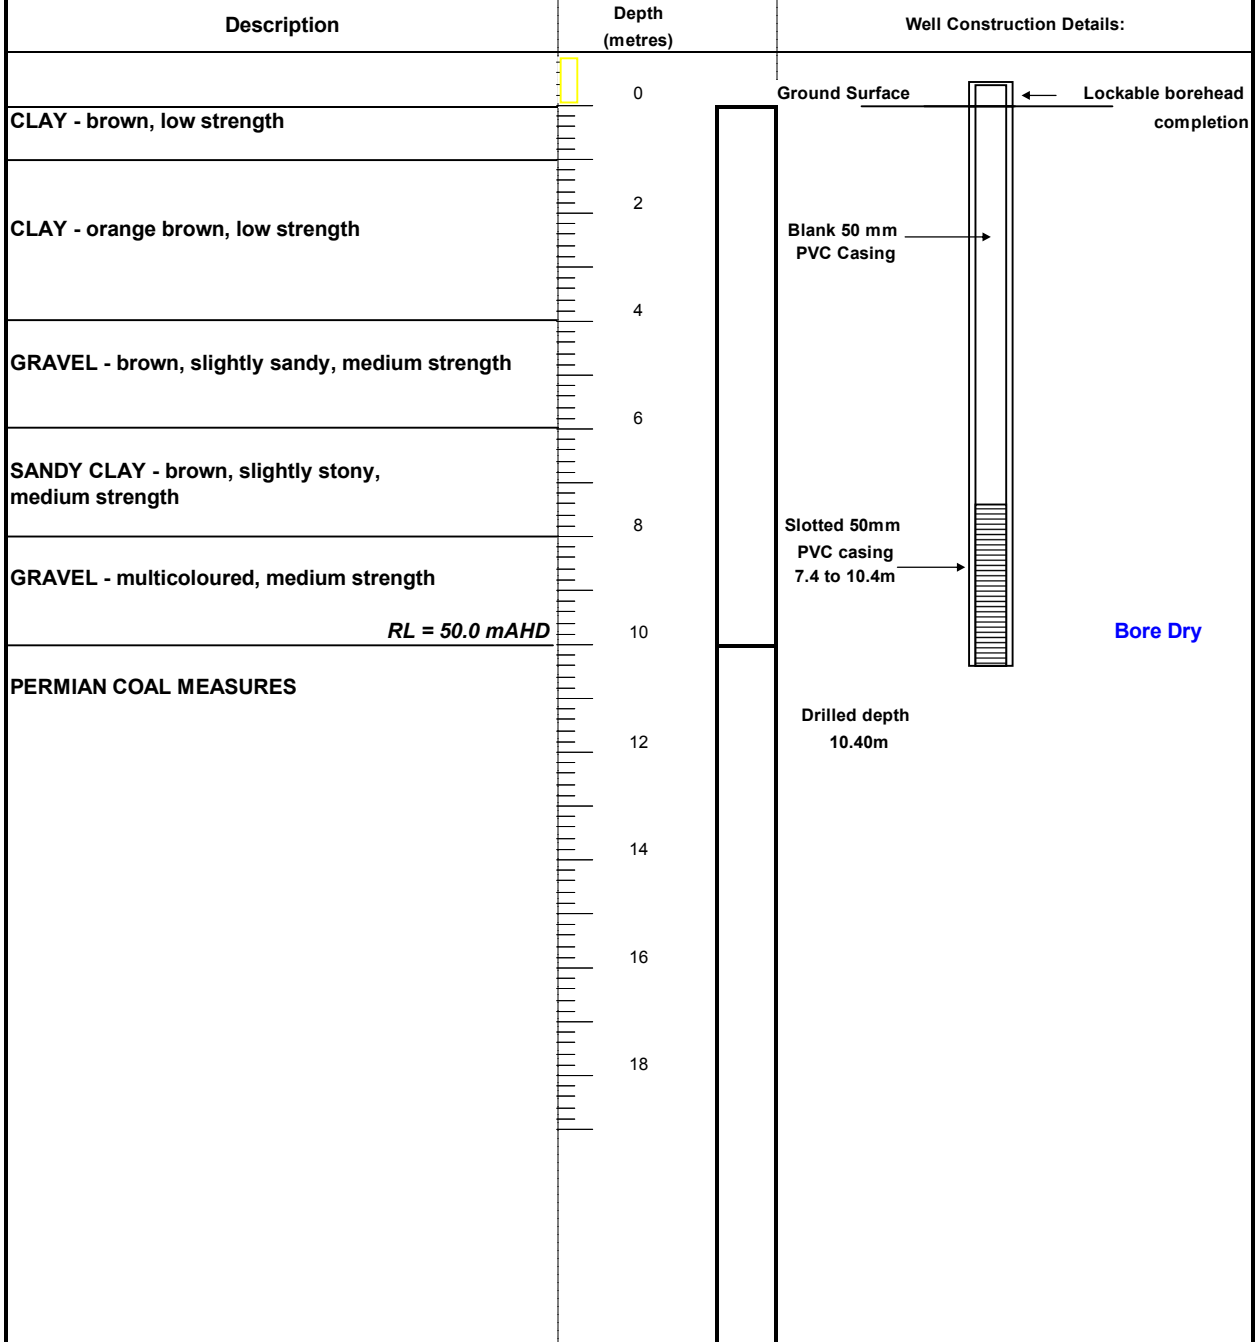 Description
Depth
(metres)
Well Construction Details:
0
Ground Surface
Lockable borehead
completion
CLAY - brown, low strength
2
CLAY - orange brown, low strength
Blank 50 mm
PVC Casing
4
GRAVEL - brown, slightly sandy, medium strength
6
SANDY CLAY - brown, slightly stony,
medium strength
8
Slotted 50mm
PVC casing
7.4 to 10.4m
GRAVEL - multicoloured, medium strength
RL = 50.0 mAHD
10
Bore Dry
PERMIAN COAL MEASURES
Drilled depth
10.40m
12
14
16
18